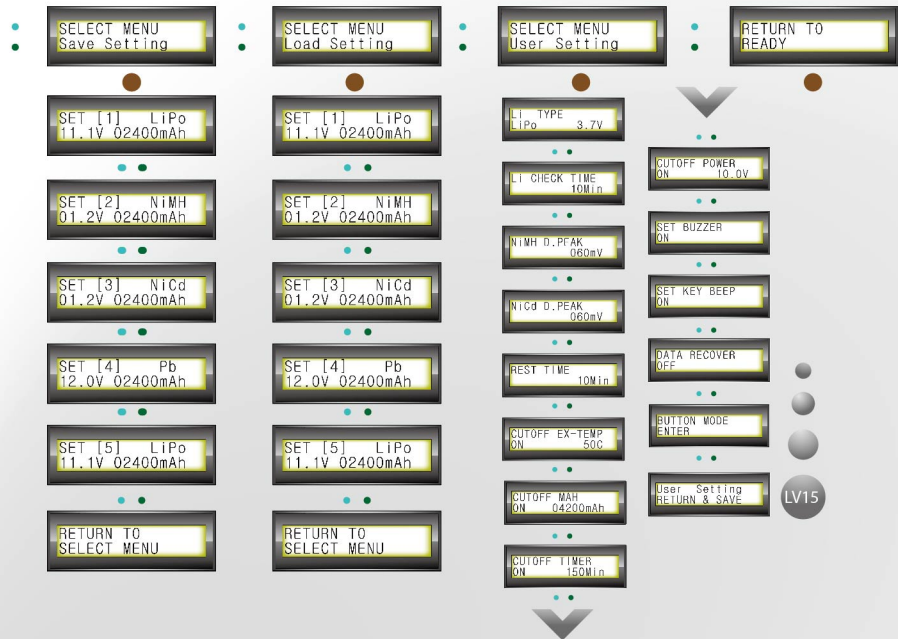 SELECT MENU
Save Setting
SET [1] LiPo
11.1V 02400mAh
SET [2] NiMH
01.2V 02400mAh
SET [3] NiCd
01.2V 02400mAh
SET [4] Pb
12.0V 02400mAh
SET [5] LiPo
11.1V 02400mAh
RETURN TO
SELECT MENU
SELECT MENU
Load Setting
SET [1] LiPo
11.1V 02400mAh
SET [2] NiMH
01.2V 02400mAh
SET [3] NiCd
01.2V 02400mAh
SET [4] Pb
12.0V 02400mAh
SET [5] LiPo
11.1V 02400mAh
RETURN TO
SELECT MENU
SELECT MENU
User Setting
Li TYPE
LiPo 3.7V
Li CHECK TIME
10Min
NiMH D.PEAK
060mV
NiCd D.PEAK
060mV
REST TIME
10Min
CUTOFF EX-TEMP
ON 50C
CUTOFF MAH
ON 04200mAh
CUTOFF TIMER
ON 150Min
RETURN TO
READY
CUTOFF POWER
ON 10.0V
SET BUZZER
ON
SET KEY BEEP
ON
DATA RECOVER
OFF
BUTTON MODE
ENTER
User Setting
RETURN & SAVE
LV15